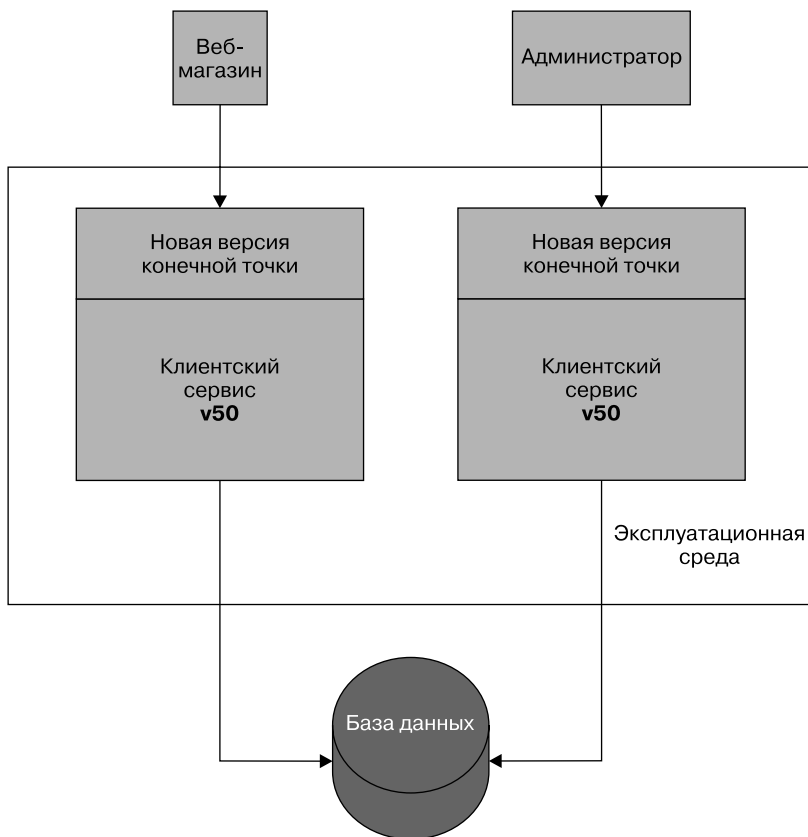 Веб-
магазин
Администратор
Новая версия
конечной точки
Новая версия
конечной точки
Клиентский
сервис
v50
Клиентский
сервис
v50
Эксплуатационная
среда
База данных